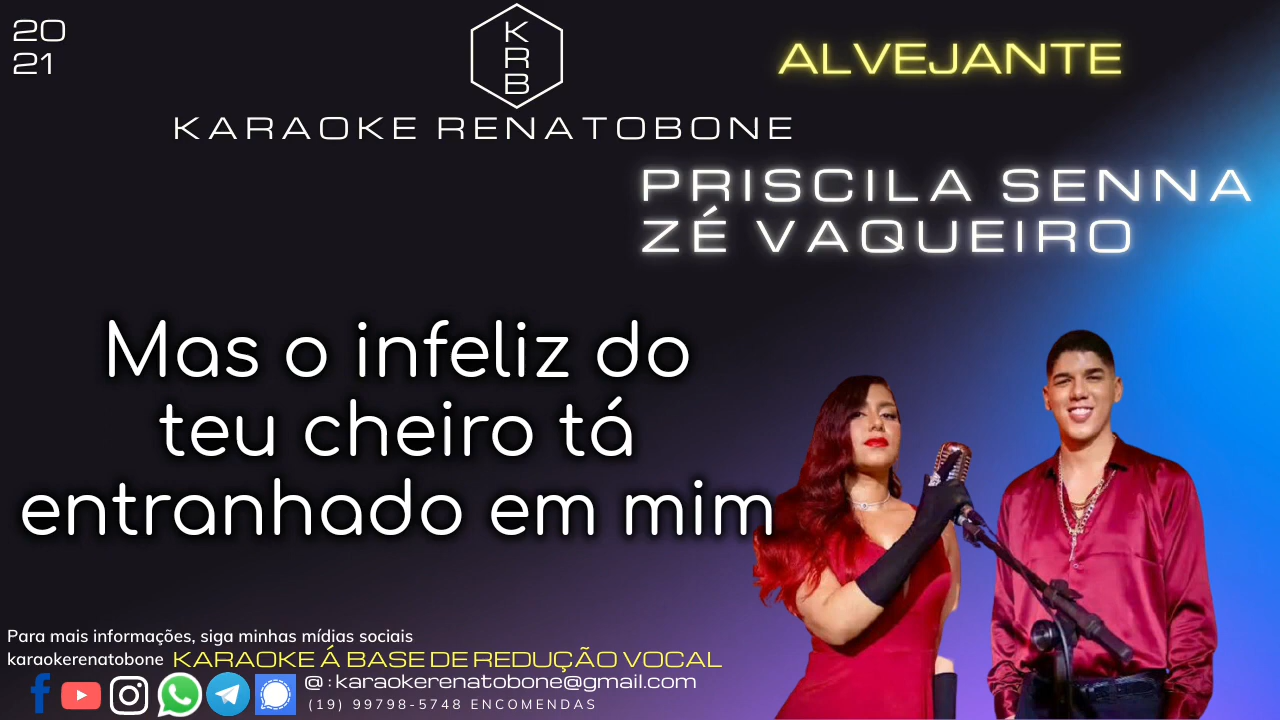 20
21
K
R
B
KARAOKE RENATOBONE
ALVEJANTE
PRISCILA SENNA
ZÉ VAQUEIRO
Mas o infeliz do
teu cheiro tá
entranhado em mim
Para mais informações, siga minhas mídias sociais
karaokerenatobone KARAOKE Á BASE DE REDUÇÃO VOCAL
@:karaokerenatobone@gmail.com
(19) 99798-5748 ENCOMENDAS